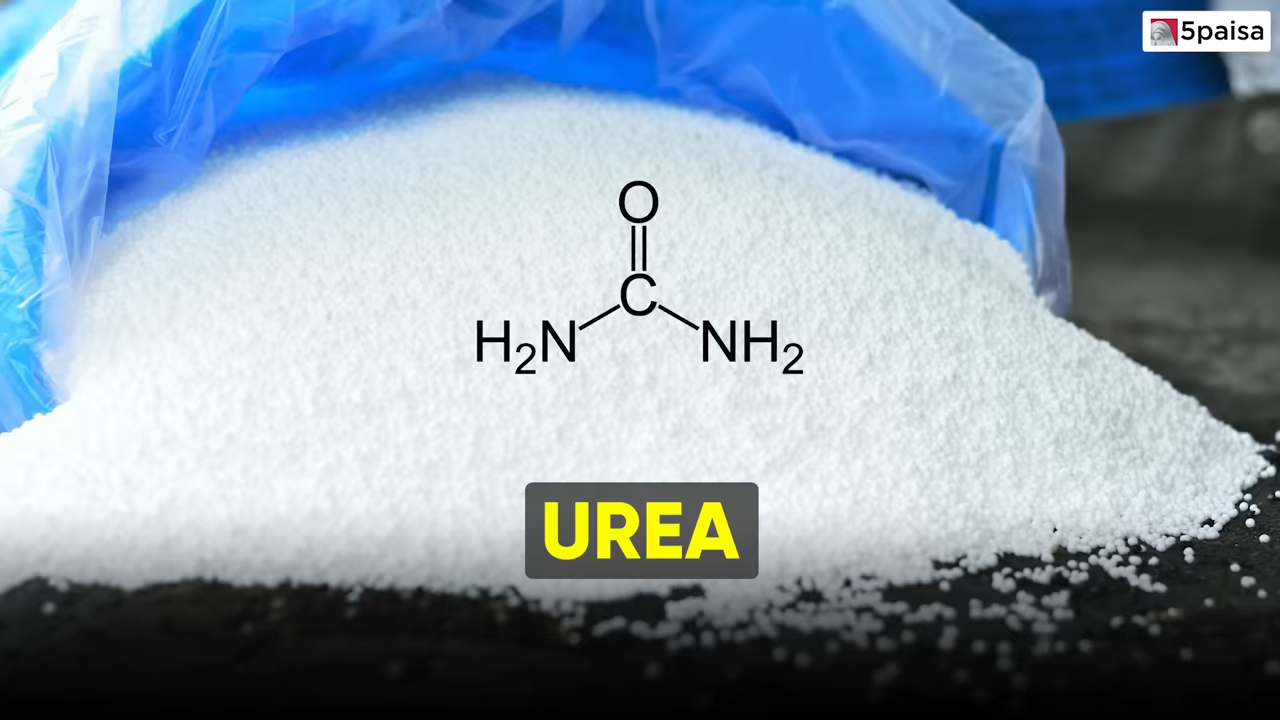 5paisa
O
C
H₂N NH₂
UREA